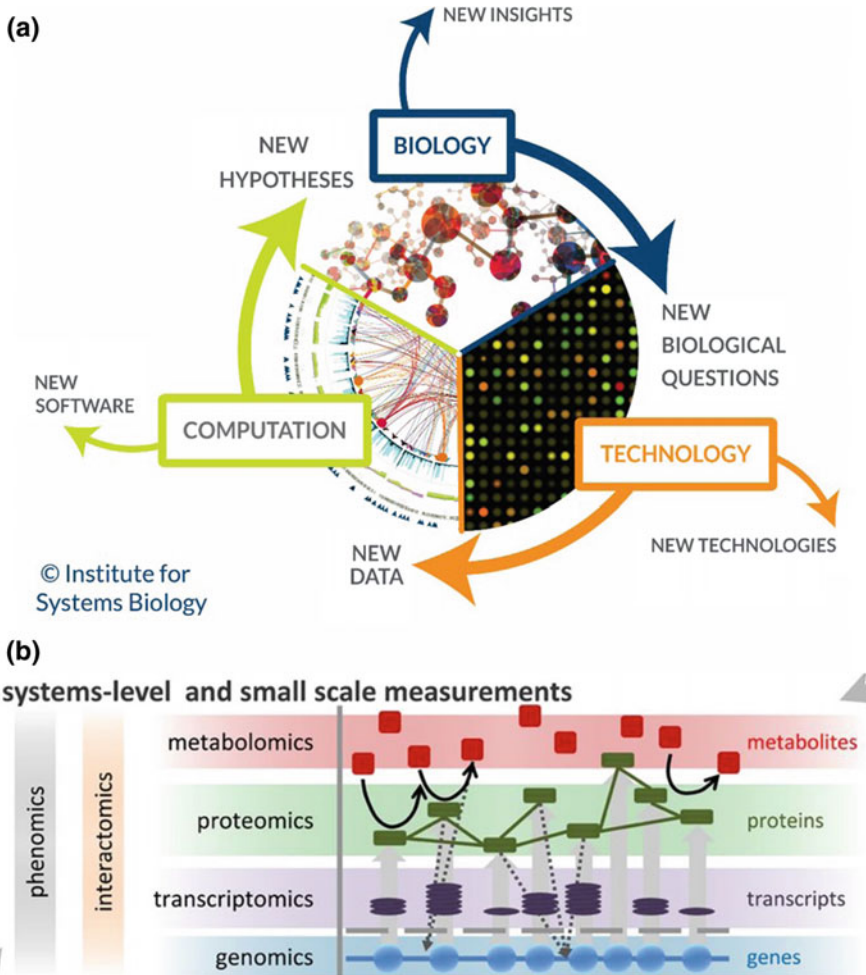 (a)
NEW INSIGHTS
BIOLOGY
NEW
HYPOTHESES
NEW
BIOLOGICAL
QUESTIONS
NEW
SOFTWARE
COMPUTATION
TECHNOLOGY
NEW
DATA
NEW TECHNOLOGIES
© Institute for
Systems Biology
(b)
systems-level and small scale measurements
phenomics
interactomics
metabolomics
metabolites
proteomics
proteins
transcriptomics
transcripts
genomics
genes